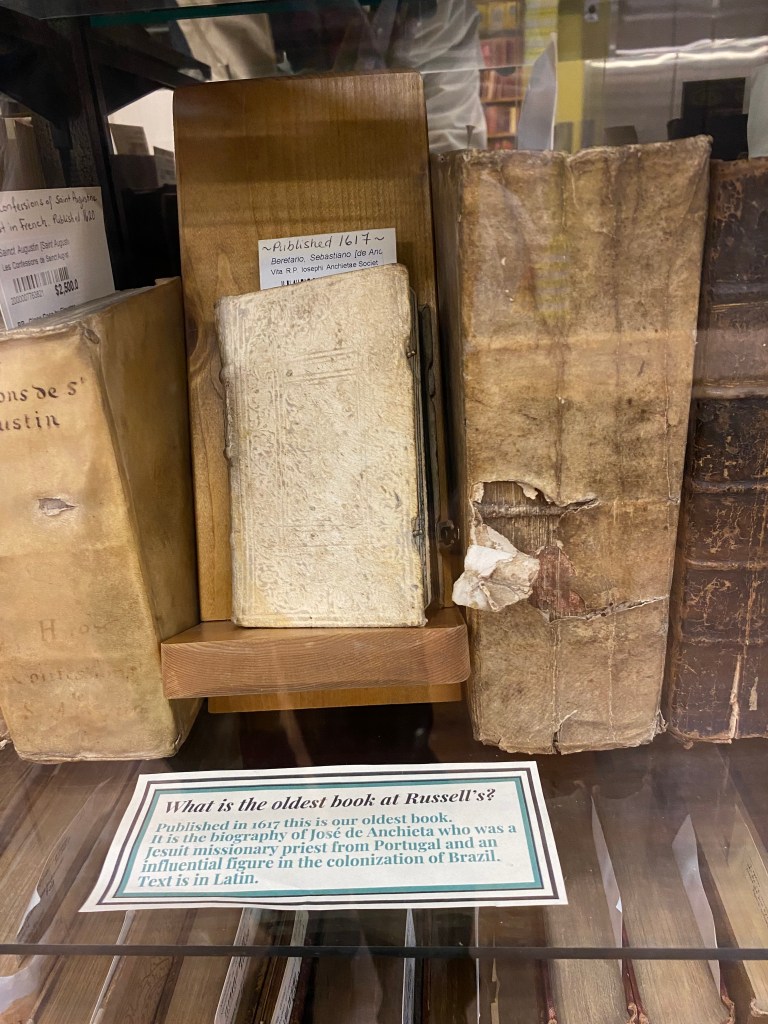 Confessions of Saint Augustine
in French. Published 1620
Sainct Augustin [Saint Augusti
Les Confessions de Sainct Augus
$2,500.0
~Published 1617~
Beretario, Sebastiano [de Anc
Vita R.P. Iosephi Anchietae Societ
ons de S'
ustin
H
What is the oldest book at Russell's?
Published in 1617 this is our oldest book.
It is the biography of José de Anchieta who was a
Jesuit missionary priest from Portugal and an
influential figure in the colonization of Brazil.
Text is in Latin.